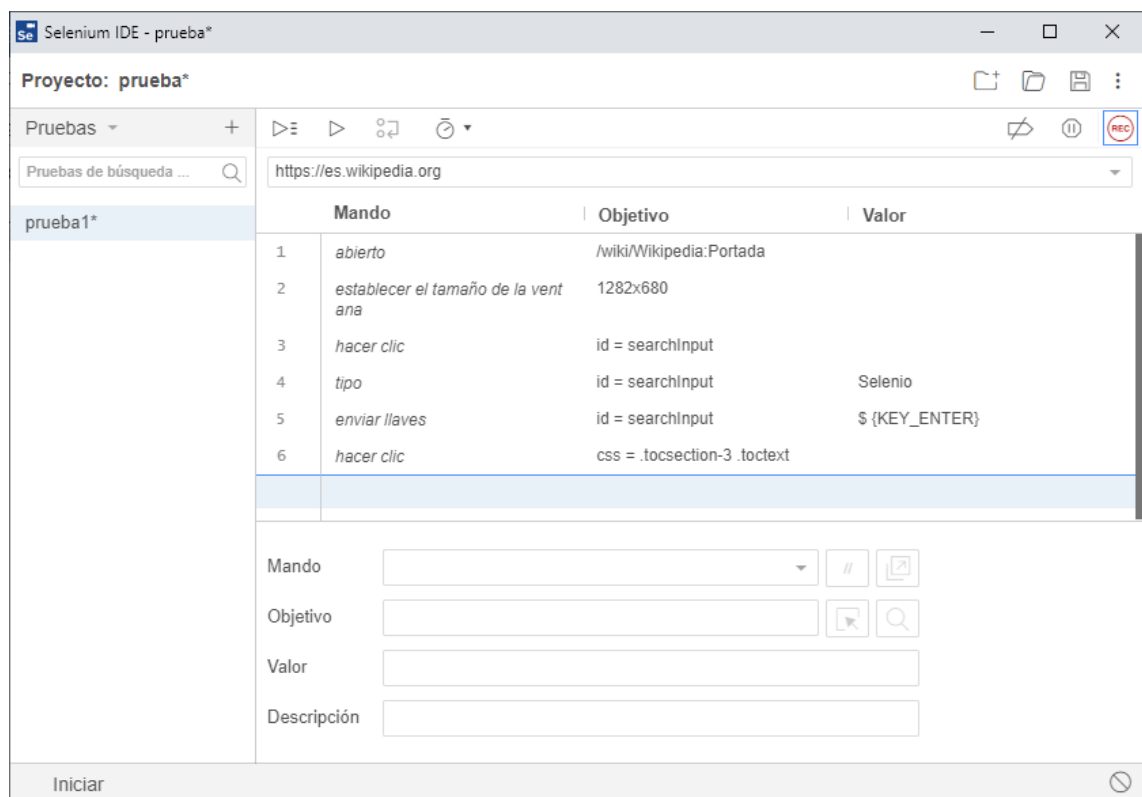 Se Selenium IDE - prueba*
Proyecto: prueba*
Pruebas
Pruebas de búsqueda ...
prueba1*
REC
https://es.wikipedia.org
Mando Objetivo Valor
1 abierto /wiki/Wikipedia:Portada
2 establecer el tamaño de la vent 1282x680
ana
3 hacer clic id = searchInput
4 tipo id = searchInput Selenio
5 enviar llaves id = searchInput $ {KEY_ENTER}
6 hacer clic css = .tocsection-3 .toctext
Mando //
Objetivo
Valor
Descripción
Iniciar